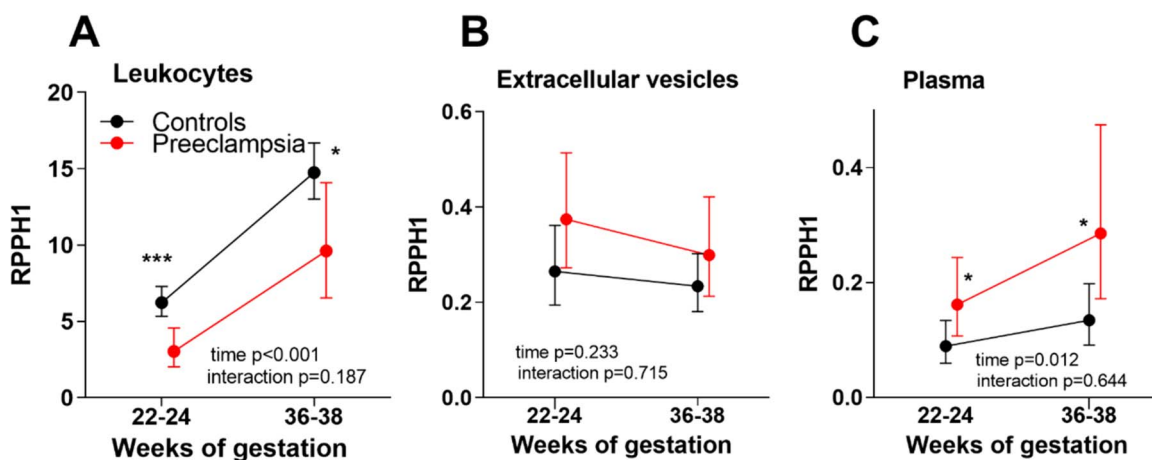 A
Leukocytes
20
15
10
5
0
RPPH1
Controls
Preeclampsia
***
*
time p<0.001
interaction p=0.187
22-24
36-38
Weeks of gestation
B
Extracellular vesicles
0.6
0.4
0.2
0.0
RPPH1
time p=0.233
interaction p=0.715
22-24
36-38
Weeks of gestation
C
Plasma
0.4
0.2
0.0
RPPH1
*
*
time p=0.012
interaction p=0.644
22-24
36-38
Weeks of gestation